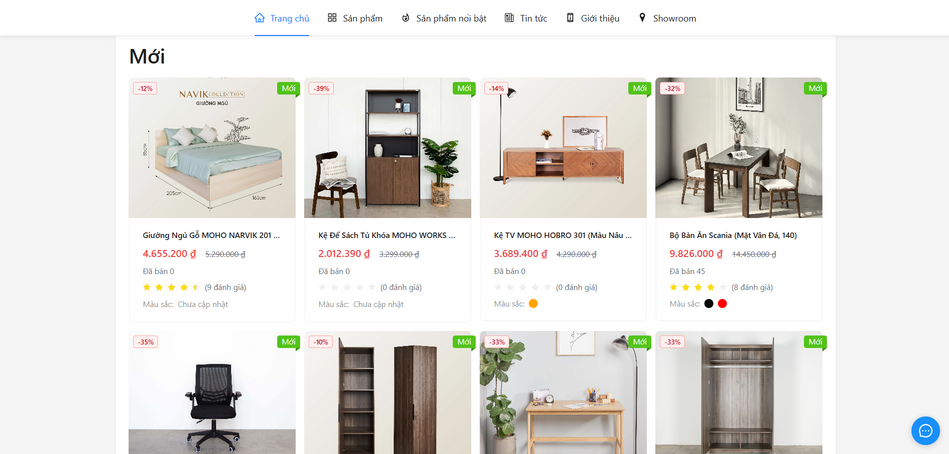 Trang chủ
Sản phẩm
Sản phẩm nổi bật
Tin tức
Giới thiệu
Showroom
Mới
-12%
Mới
NAVIK COLLECTION
GIƯỜNG NGỦ
85cm
203cm
162cm
Giường Ngủ Gỗ MOHO NARVIK 201 ...
4.655.200 ₫ 5.290.000 ₫
Đã bán 0
(9 đánh giá)
Màu sắc: Chưa cập nhật
-39%
Mới
Kệ Để Sách Tủ Khóa MOHO WORKS ...
2.012.390 ₫ 3.299.000 ₫
Đã bán 0
(0 đánh giá)
Màu sắc: Chưa cập nhật
-14%
Mới
Kệ TV MOHO HOBRO 301 (Màu Nâu ...
3.689.400 ₫ 4.290.000 ₫
Đã bán 0
(0 đánh giá)
Màu sắc:
-32%
Mới
Bộ Bàn Ăn Scania (Mặt Vân Đá, 140)
9.826.000 ₫ 14.450.000 ₫
Đã bán 45
(8 đánh giá)
Màu sắc:
-35%
Mới
-10%
Mới
-33%
Mới
-33%
Mới